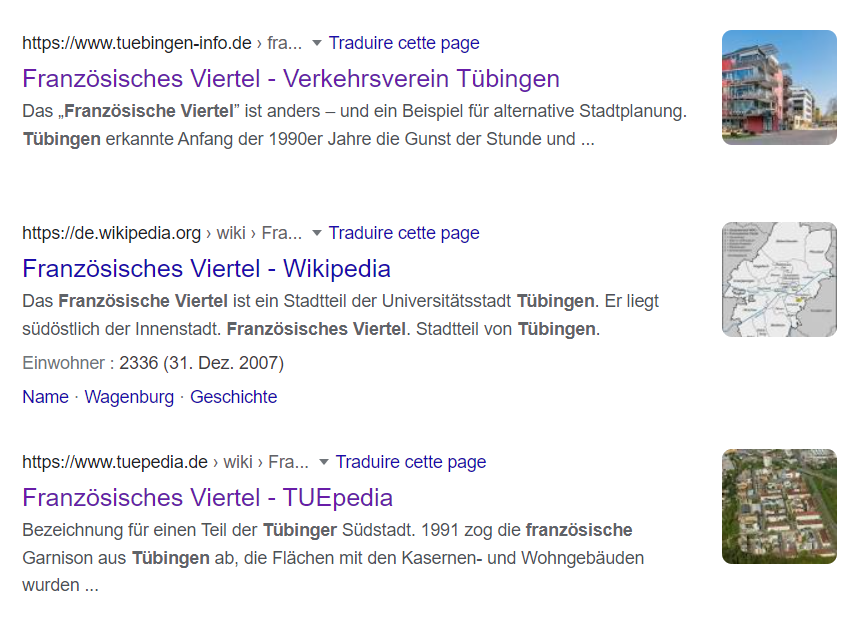 https://www.tuebingen-info.de › fra... ▼ Traduire cette page
Französisches Viertel - Verkehrsverein Tübingen
Das „Französische Viertel” ist anders – und ein Beispiel für alternative Stadtplanung.
Tübingen erkannte Anfang der 1990er Jahre die Gunst der Stunde und ...
https://de.wikipedia.org › wiki › Fra... ▼ Traduire cette page
Französisches Viertel - Wikipedia
Das Französische Viertel ist ein Stadtteil der Universitätsstadt Tübingen. Er liegt
südöstlich der Innenstadt. Französisches Viertel. Stadtteil von Tübingen.
Einwohner : 2336 (31. Dez. 2007)
Name · Wagenburg · Geschichte
https://www.tuepedia.de › wiki › Fra... ▼ Traduire cette page
Französisches Viertel - TUEpedia
Bezeichnung für einen Teil der Tübinger Südstadt. 1991 zog die französische
Garnison aus Tübingen ab, die Flächen mit den Kasernen- und Wohngebäuden
wurden ...